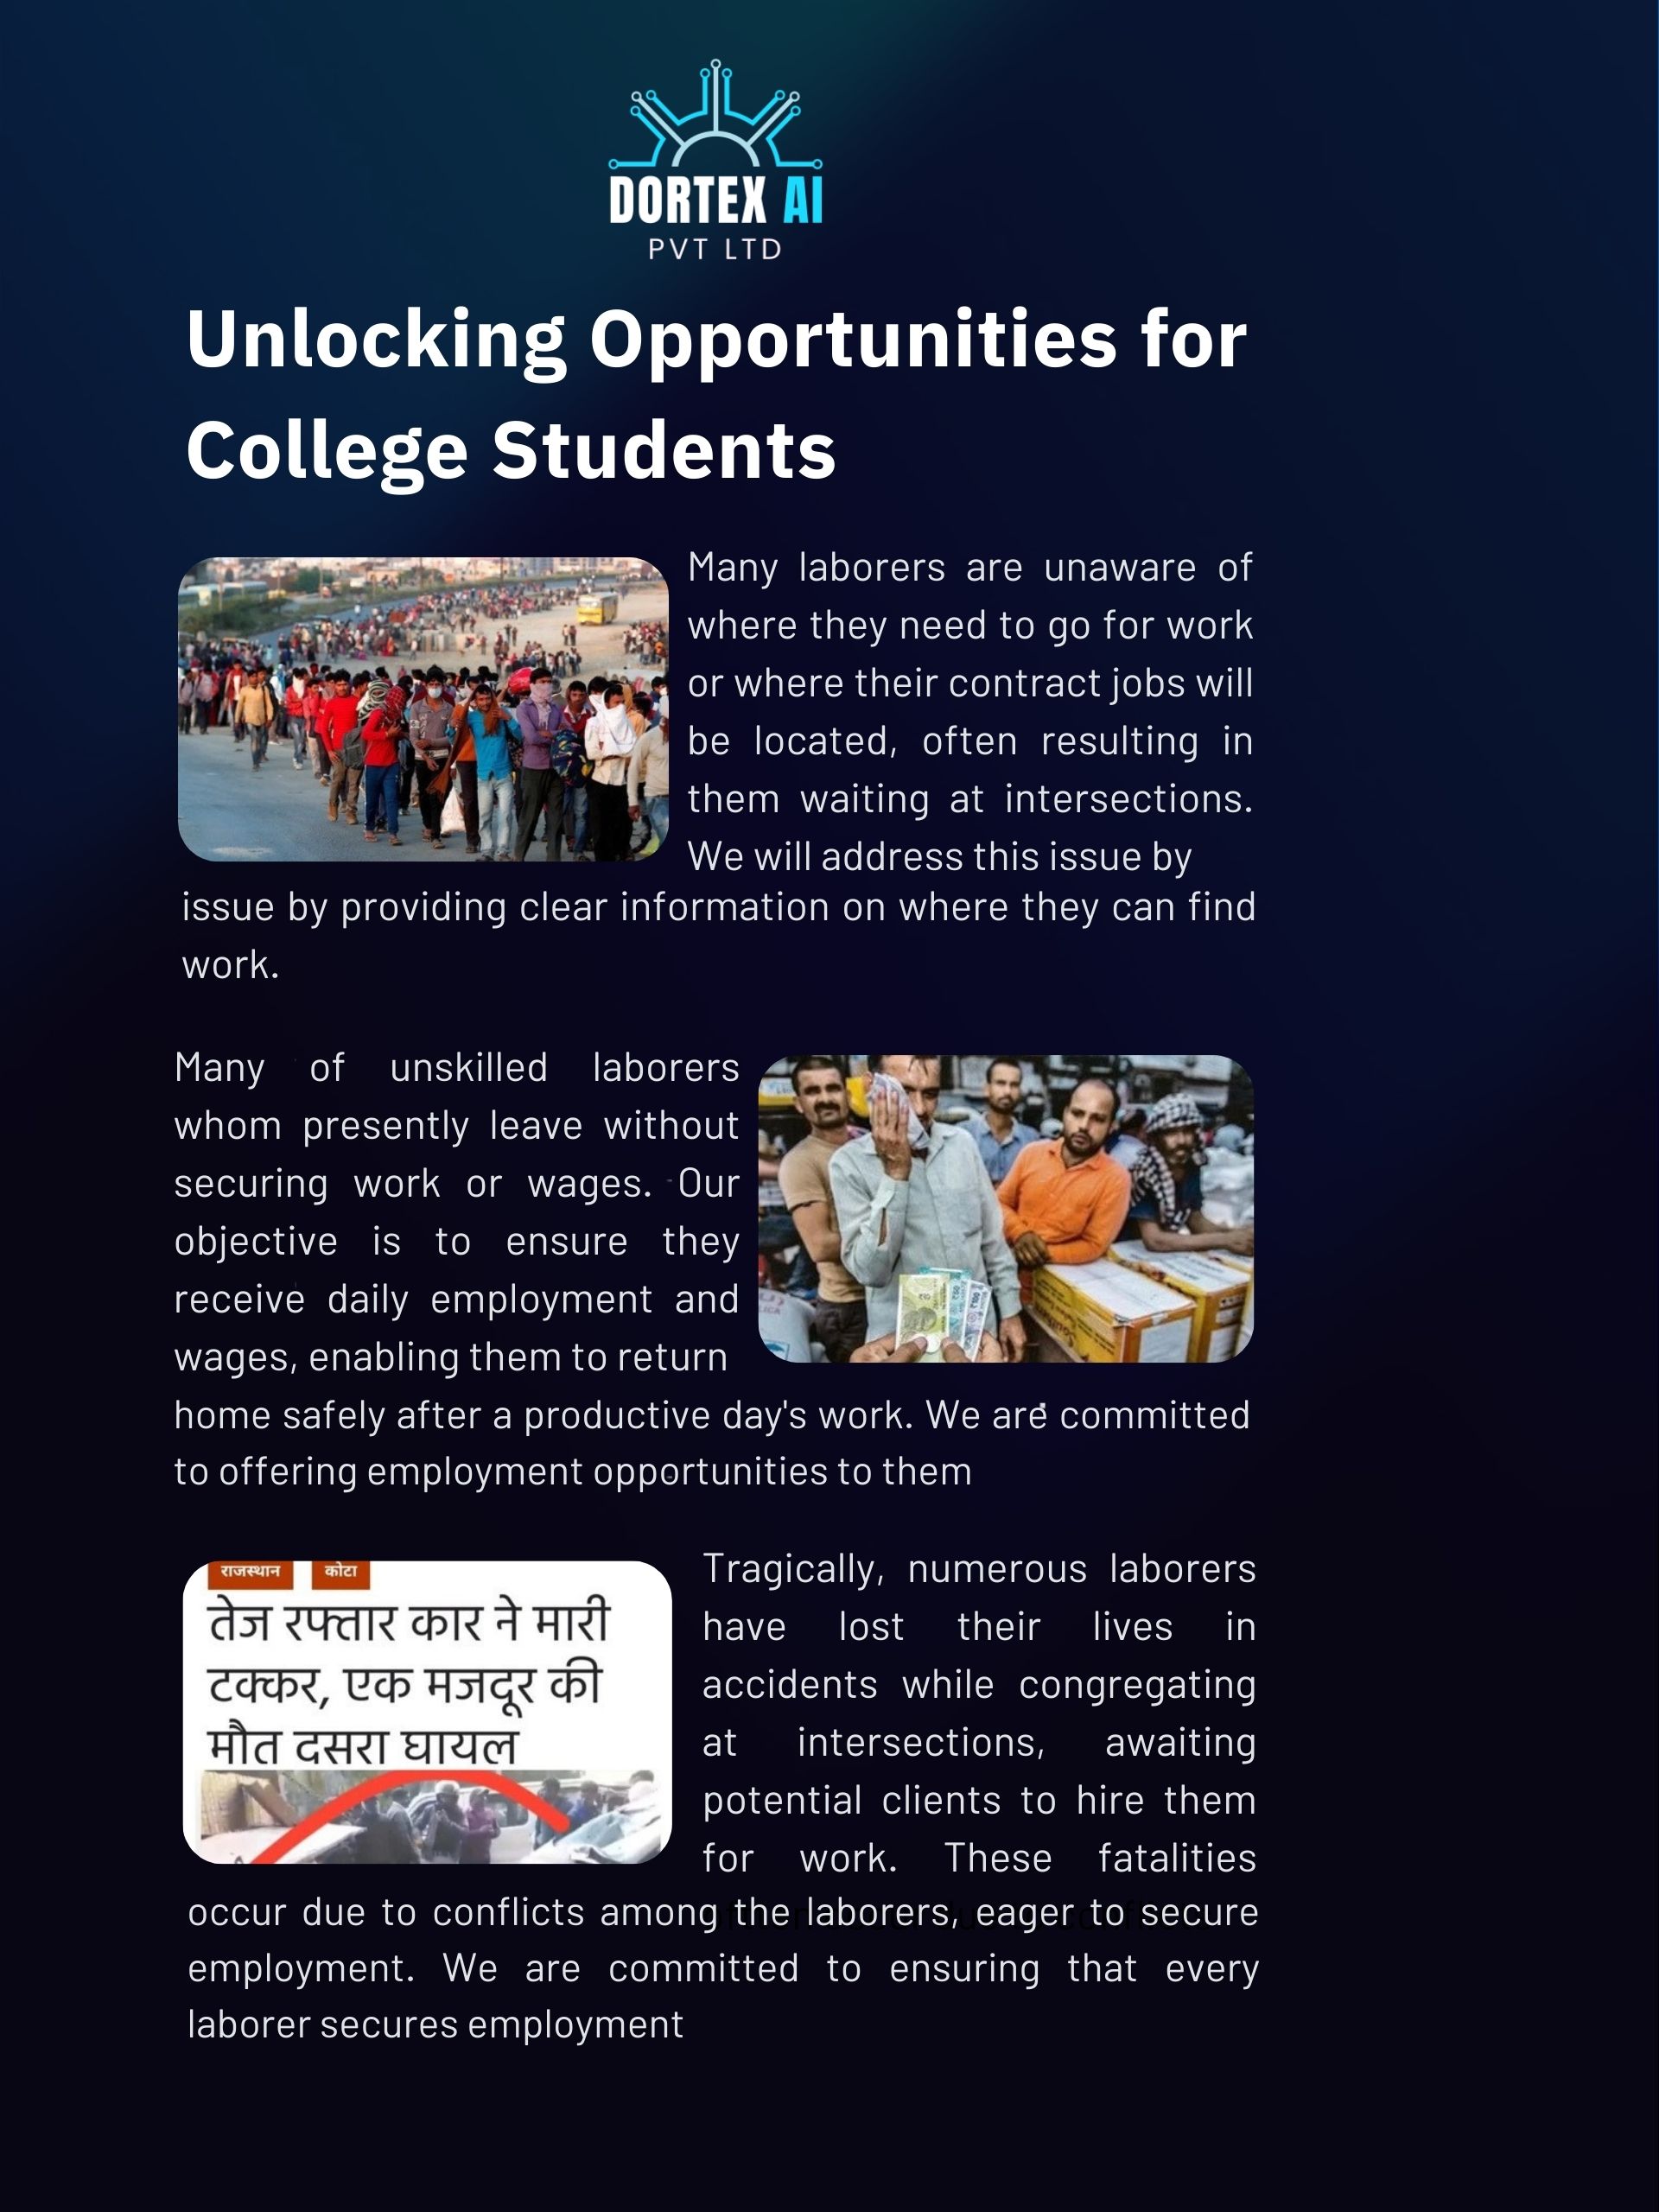 DORTEX AI
PVT LTD
Unlocking Opportunities for
College Students
Many laborers are unaware of
where they need to go for work
or where their contract jobs will
be located, often resulting in
them waiting at intersections.
We will address this issue by
issue by providing clear information on where they can find
work.
Many of unskilled laborers
whom presently leave without
securing work or wages. Our
objective is to ensure they
receive daily employment and
wages, enabling them to return
home safely after a productive day's work. We are committed
to offering employment opportunities to them
राजस्थान कोटा
तेज रफ्तार कार ने मारी
टक्कर, एक मजदूर की
मौत दूसरा घायल
Tragically, numerous laborers
have lost their lives in
accidents while congregating
at intersections, awaiting
potential clients to hire them
for work. These fatalities
occur due to conflicts among the laborers, eager to secure
employment. We are committed to ensuring that every
laborer secures employment